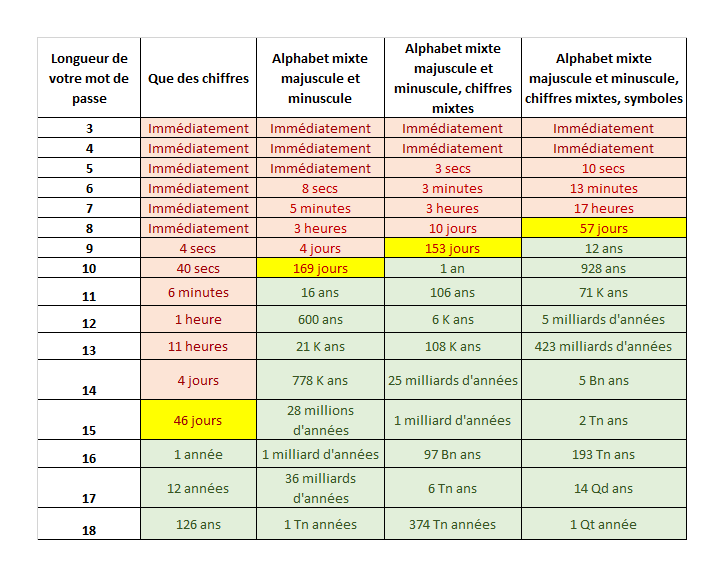 Longueur de votre mot de passe | Que des chiffres | Alphabet mixte majuscule et minuscule | Alphabet mixte majuscule et minuscule, chiffres mixtes | Alphabet mixte majuscule et minuscule, chiffres mixtes, symboles
3 | Immédiatement | Immédiatement | Immédiatement | Immédiatement
4 | Immédiatement | Immédiatement | Immédiatement | Immédiatement
5 | Immédiatement | Immédiatement | 3 secs | 10 secs
6 | Immédiatement | 8 secs | 3 minutes | 13 minutes
7 | Immédiatement | 5 minutes | 3 heures | 17 heures
8 | Immédiatement | 3 heures | 10 jours | 57 jours
9 | 4 secs | 4 jours | 153 jours | 12 ans
10 | 40 secs | 169 jours | 1 an | 928 ans
11 | 6 minutes | 16 ans | 106 ans | 71 K ans
12 | 1 heure | 600 ans | 6 K ans | 5 milliards d'années
13 | 11 heures | 21 K ans | 108 K ans | 423 milliards d'années
14 | 4 jours | 778 K ans | 25 milliards d'années | 5 Bn ans
15 | 46 jours | 28 millions d'années | 1 milliard d'années | 2 Tn ans
16 | 1 année | 1 milliard d'années | 97 Bn ans | 193 Tn ans
17 | 12 années | 36 milliards d'années | 6 Tn ans | 14 Qd ans
18 | 126 ans | 1 Tn années | 374 Tn années | 1 Qt année